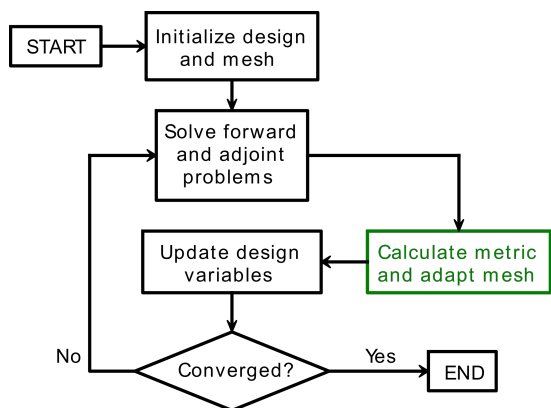 START
Initialize design
and mesh
Solve forward
and adjoint
problems
Calculate metric
and adapt mesh
Update design
variables
Converged?
No
Yes
END